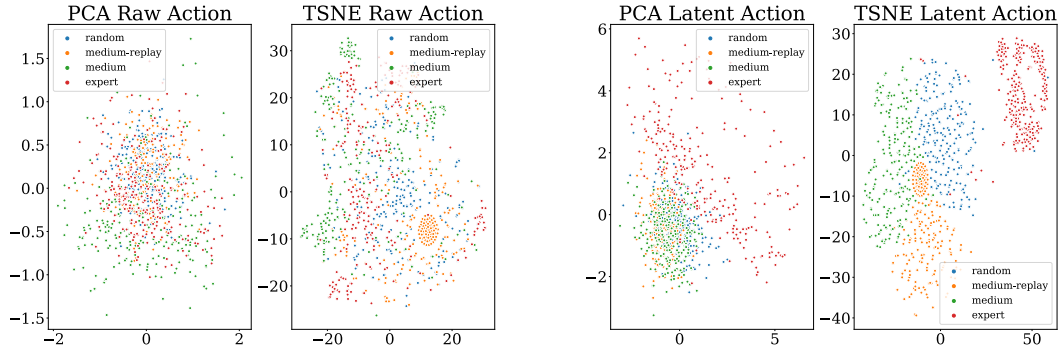 PCA Raw Action
random
medium-replay
medium
expert
1.5
1.0
0.5
0.0
−0.5
−1.0
−1.5
−2
0
2
TSNE Raw Action
random
medium-replay
medium
expert
30
20
10
0
−10
−20
−20
0
20
PCA Latent Action
random
medium-replay
medium
expert
6
4
2
0
−2
0
5
TSNE Latent Action
30
20
10
0
−10
−20
−30
−40
random
medium-replay
medium
expert
0
50